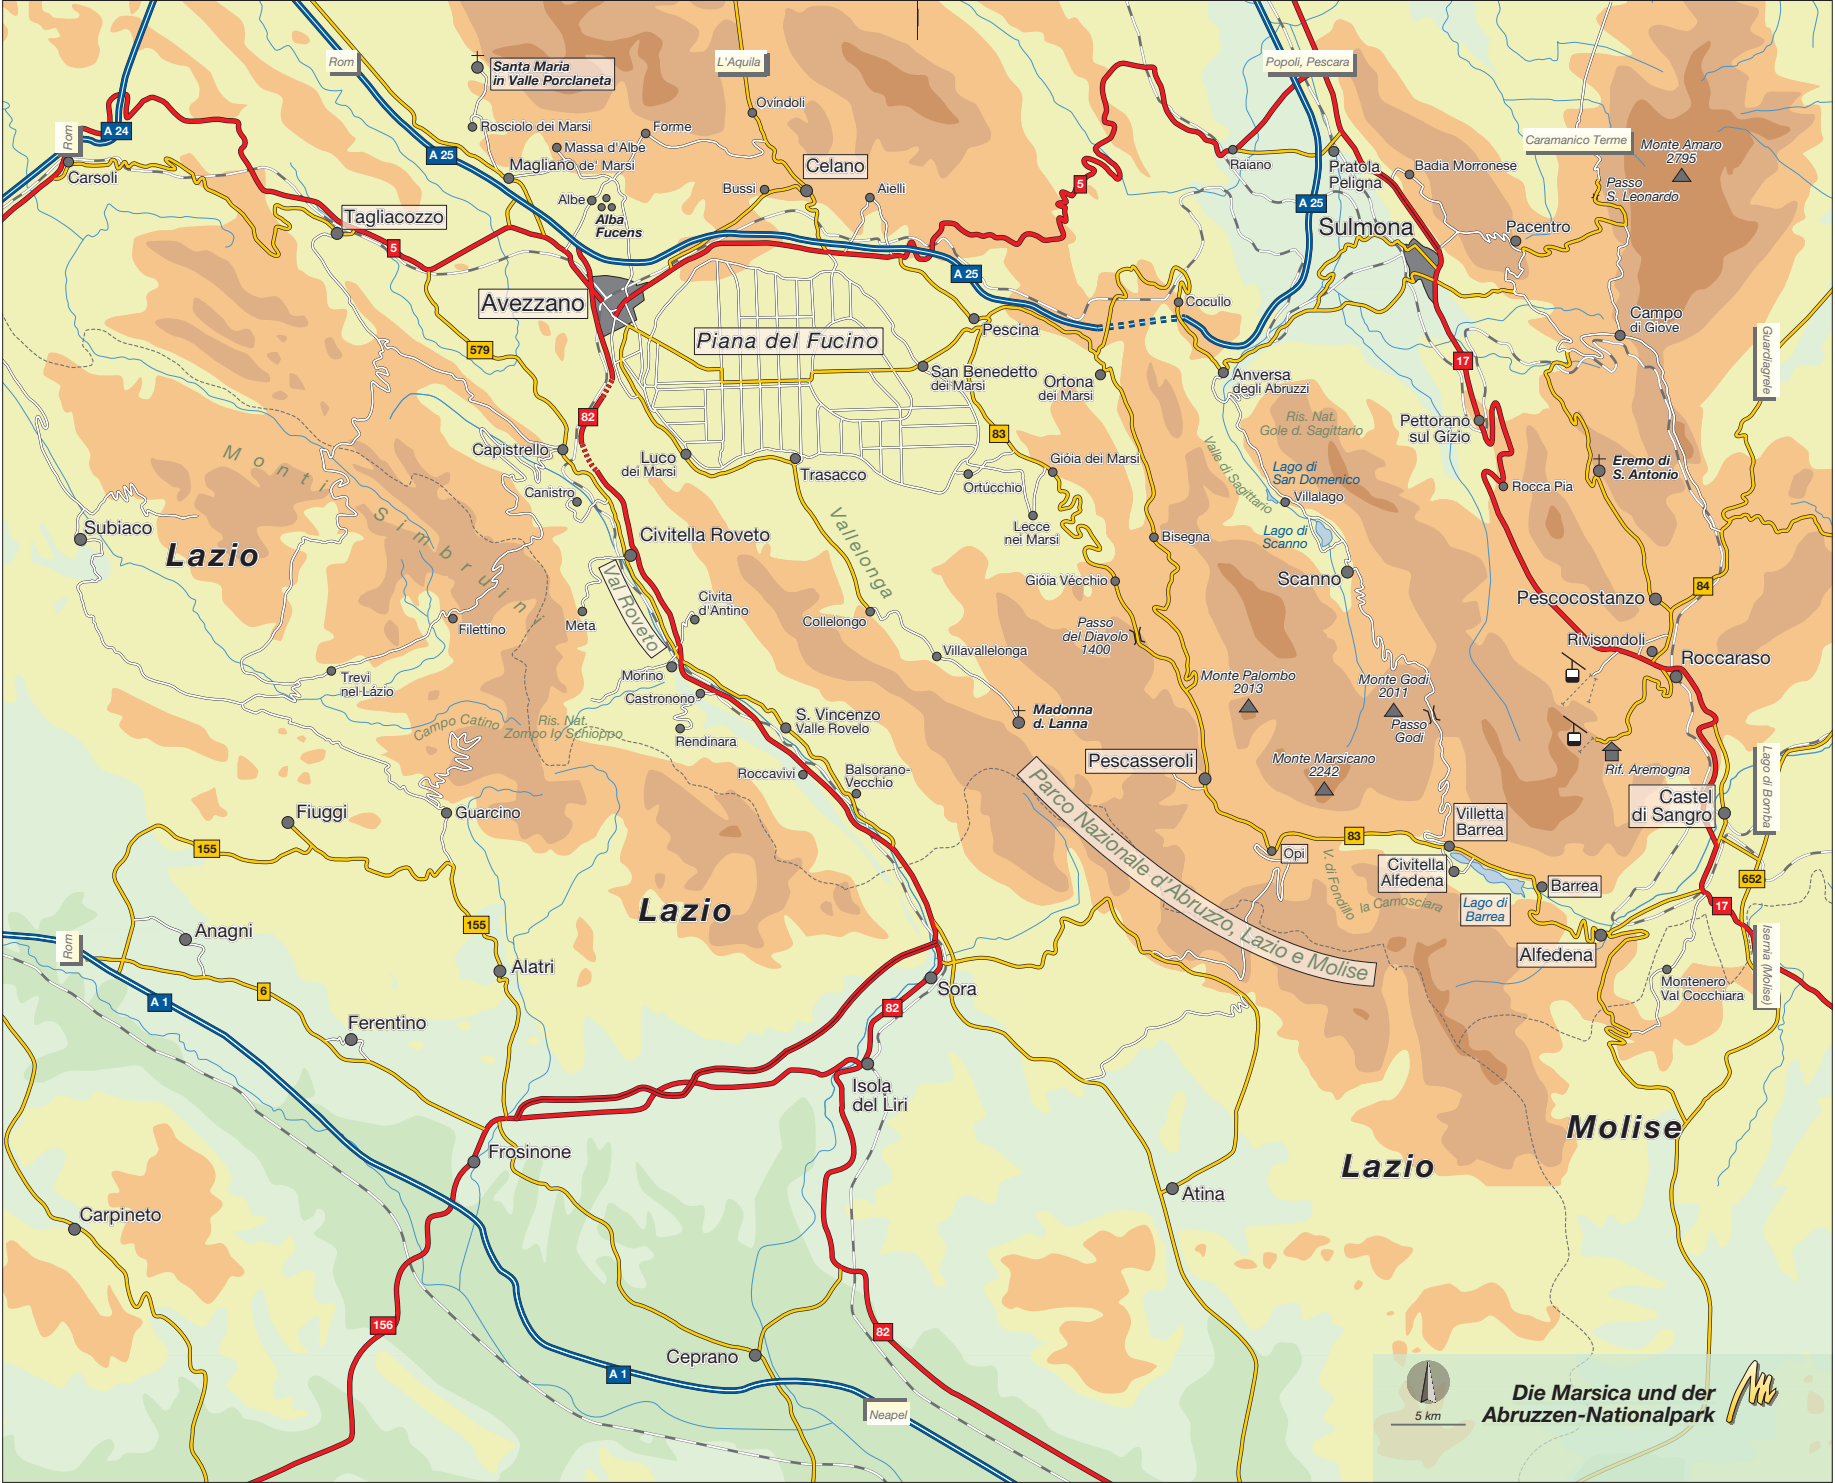 Rom
L'Aquila
Popoli, Pescara
Santa Maria
in Valle Porclaneta
Ovindoli
Rosciolo dei Marsi
Forme
A 24
Rom
Massa d'Albe
A 25
Magliano de' Marsi
Carsoli
Celano
Bussi
Aielli
Albe
Alba
Fucens
5
Raiano
Pratola
Peligna
Badia Morronese
Caramanico Terme
Monte Amaro
2795
Passo
S. Leonardo
A 25
Pacentro
Sulmona
Tagliacozzo
5
A 25
Avezzano
Cocullo
Pescina
Piana del Fucino
Campo
di Giove
Guardiagrele
579
San Benedetto
dei Marsi
Ortona
dei Marsi
Anversa
degli Abruzzi
17
82
83
Ris. Nat.
Gole d. Sagittario
Pettorano
sul Gízio
Capistrello
Luco
dei Marsi
Trasacco
Gióia dei Marsi
Valle di Sagittario
Lago di
San Domenico
Villalago
Eremo di
S. Antonio
Rocca Pia
Canistro
Ortúcchio
Lecce
nei Marsi
Monti Simbruini
Subiaco
Lazio
Civitella Roveto
Vallelonga
Bisegna
Lago di
Scanno
Scanno
Gióia Vécchio
Val Roveto
Meta
Civita
d'Antino
Collelongo
Filettino
Passo
del Diavolo
1400
Pescocostanzo
84
Rivisondoli
Roccaraso
Villavallelonga
Trevi
nel Lázio
Morino
Castronono
Monte Palombo
2013
Monte Godi
2011
Passo
Godi
Madonna
d. Lanna
Campo Catino
Ris. Nat.
Zompo lo Schioppo
Rendinara
S. Vincenzo
Valle Rovelo
Roccavivi
Balsorano-
Vecchio
Pescasseroli
Monte Marsicano
2242
Rif. Aremogna
Lago di Bomba
Castel
di Sangro
Parco Nazionale d'Abruzzo, Lazio e Molise
Fiuggi
Guarcino
155
Opi
83
Villetta
Barrea
Civitella
Alfedena
V. di Fondillo
la Camosciara
Lago di
Barrea
Barrea
652
17
Lazio
155
Anagni
Alatri
Rom
A 1
6
Sora
82
Alfedena
Montenero
Val Cocchiara
Isernia (Molise)
Ferentino
Isola
del Liri
Frosinone
Molise
Lazio
Atina
Carpineto
156
82
Ceprano
A 1
Neapel
5 km
Die Marsica und der
Abruzzen-Nationalpark